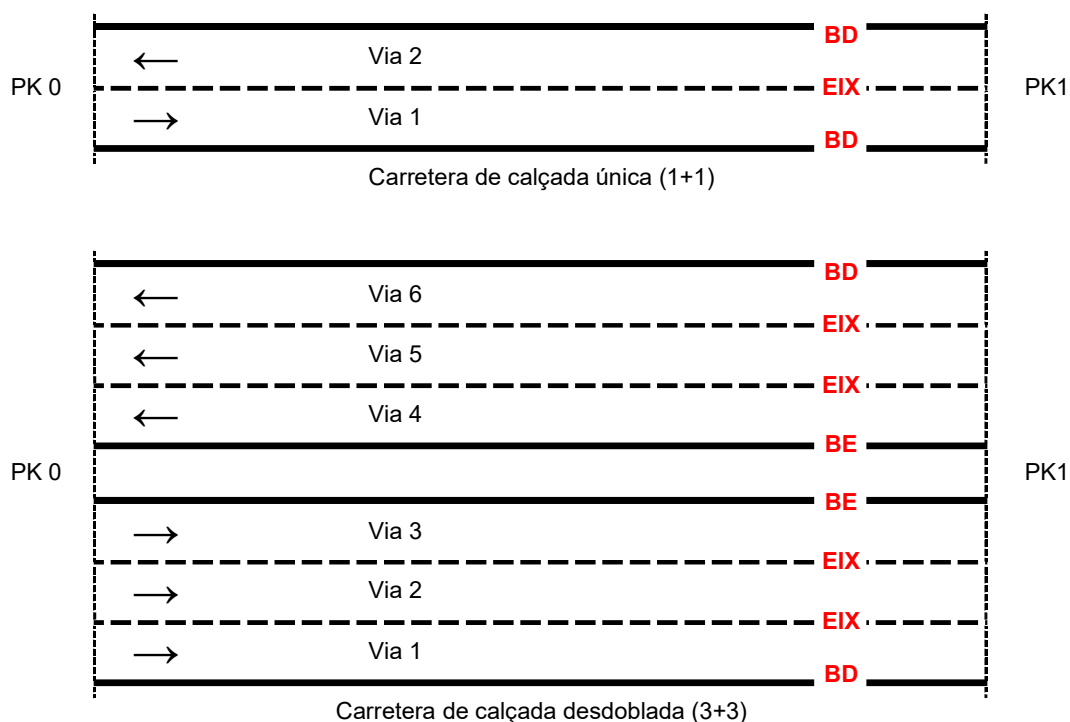 BD
Via 2
PK 0
EIX
PK1
Via 1
BD
Carretera de calçada única (1+1)
BD
Via 6
EIX
Via 5
EIX
Via 4
BE
PK 0
PK1
BE
Via 3
EIX
Via 2
EIX
Via 1
BD
Carretera de calçada desdoblada (3+3)